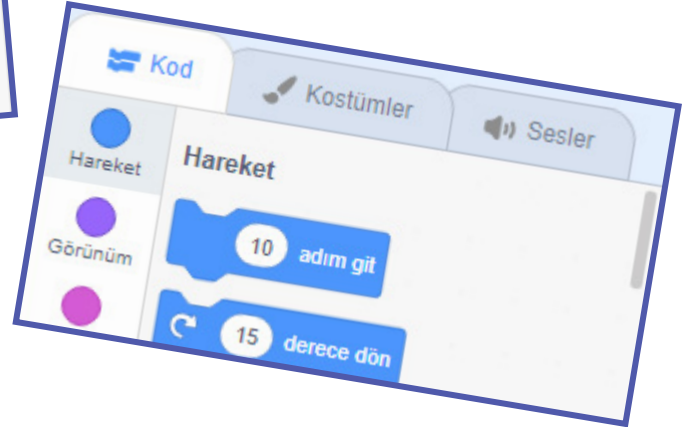 Kod
Kostümler
Sesler
Hareket
Görünüm
Hareket
10 adım git
15 derece dön